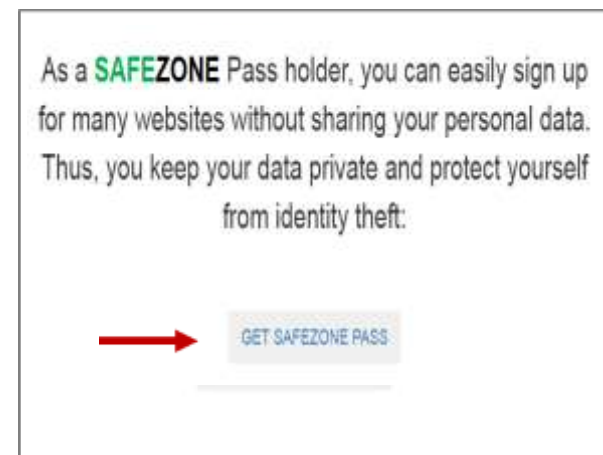 As a SAFEZONE Pass holder, you can easily sign up
for many websites without sharing your personal data.
Thus, you keep your data private and protect yourself
from identity theft:
GET SAFEZONE PASS